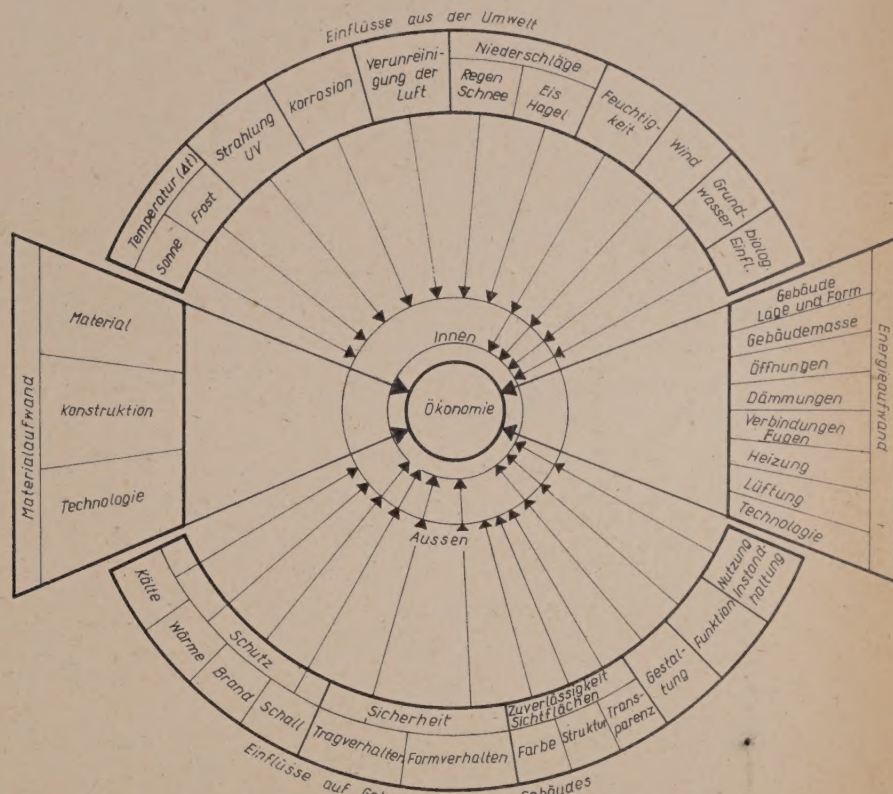 Einflüsse aus der Umwelt
Temperatur (Δt)
Sonne
Frost
Strahlung
UV
Korrosion
Verunreini-
gung der
Luft
Niederschläge
Regen
Schnee
Eis
Hagel
Feuchtig-
keit
Wind
Grund-
wasser
biolog.
Einfl.
Materialaufwand
Material
Konstruktion
Technologie
Innen
Ökonomie
Aussen
Energieaufwand
Gebäude
Lage und Form
Gebäudemasse
Öffnungen
Dämmungen
Verbindungen
Fugen
Heizung
Lüftung
Technologie
Schutz
Kälte
Wärme
Brand
Schall
Sicherheit
Tragverhalten
Formverhalten
Zuverlässigkeit
Sichtflächen
Farbe
Struktur
Trans-
parenz
Gestal-
tung
Funktion
Nutzung
Instand-
haltung
Einflüsse auf
Gebäudes